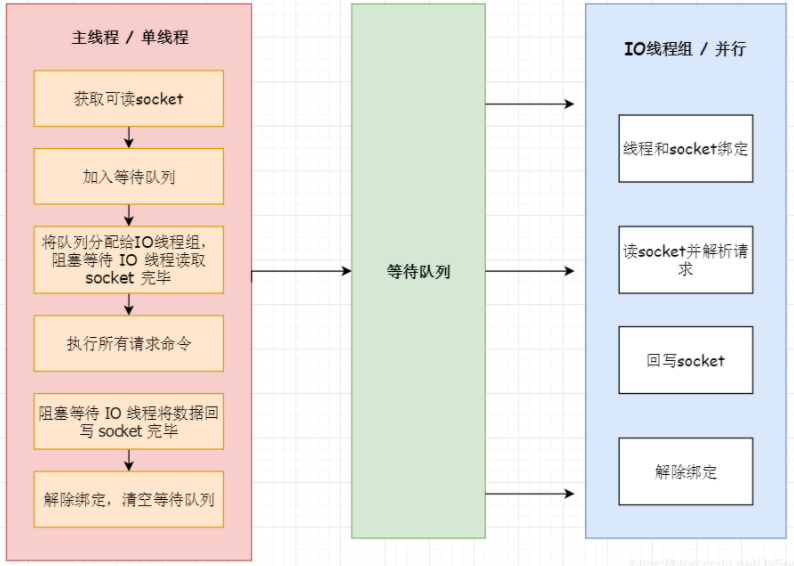 主线程 / 单线程
获取可读socket
加入等待队列
将队列分配给IO线程组，
阻塞等待 IO 线程读取
socket 完毕
执行所有请求命令
阻塞等待 IO 线程将数据回
写 socket 完毕
解除绑定，清空等待队列
等待队列
IO线程组 / 并行
线程和socket绑定
读socket并解析请
求
回写socket
解除绑定